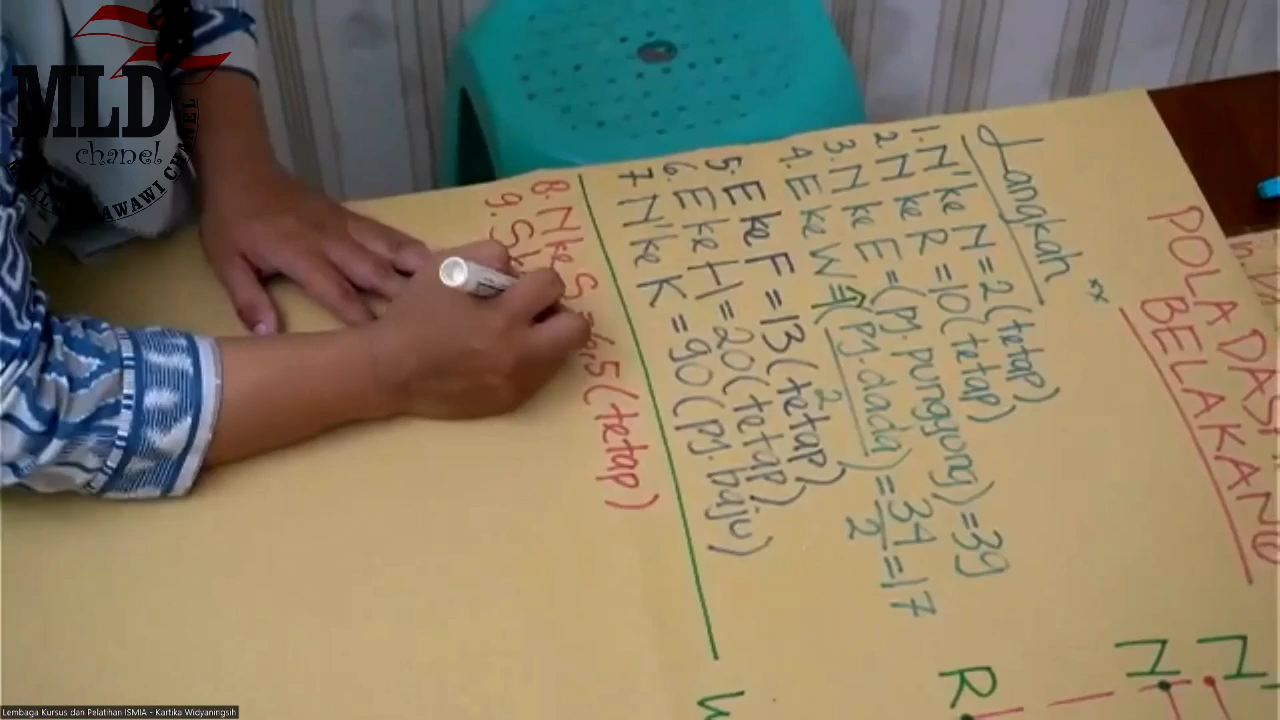 POLA DASAR
BELAKANG
Langkah **
1. N' ke N = 2 (tetap)
2. N ke R = 10 (tetap)
3. N ke E = (pj. punggung) = 39
4. E ke W = (pj. dada) = 34 = 17
2
2
5. E ke F = 13 (tetap)
6. E ke H = 20 (tetap)
7. N' ke K = 90 (pj. baju)
8. N ke S = 6,5 (tetap)
9. S
N'
N
R
MLD
chanel
Lembaga Kursus dan Pelatihan ISMIA - Kartika Widyaningsih